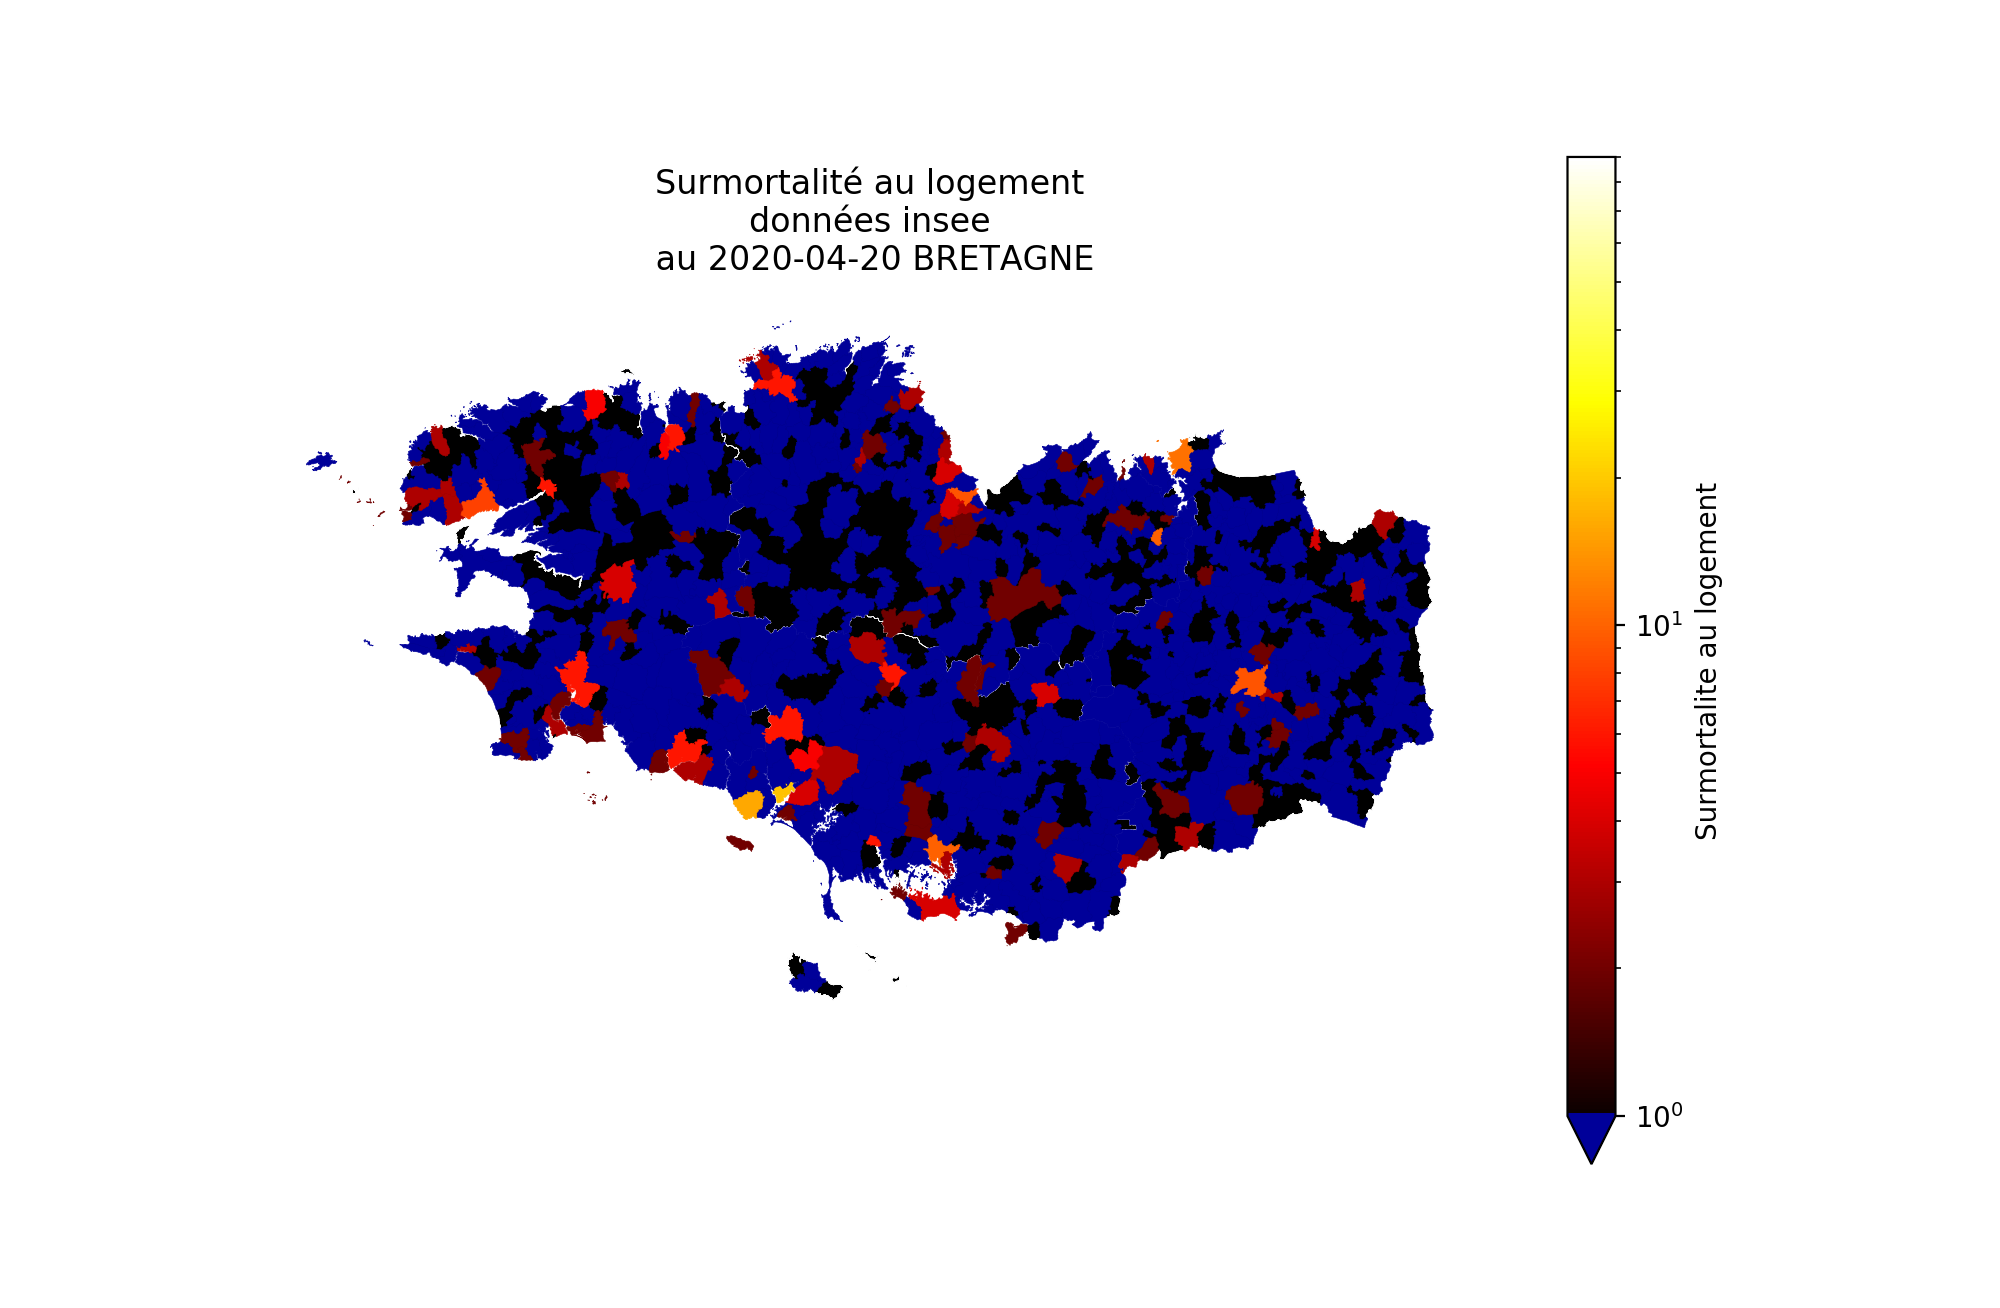 Surmortalité au logement
données insee
au 2020-04-20 BRETAGNE
10¹
Surmortalite au logement
10⁰